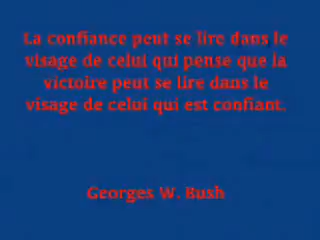 La confiance peut se lire dans le
visage de celui qui pense que la
victoire peut se lire dans le
visage de celui qui est confiant.
Georges W. Bush